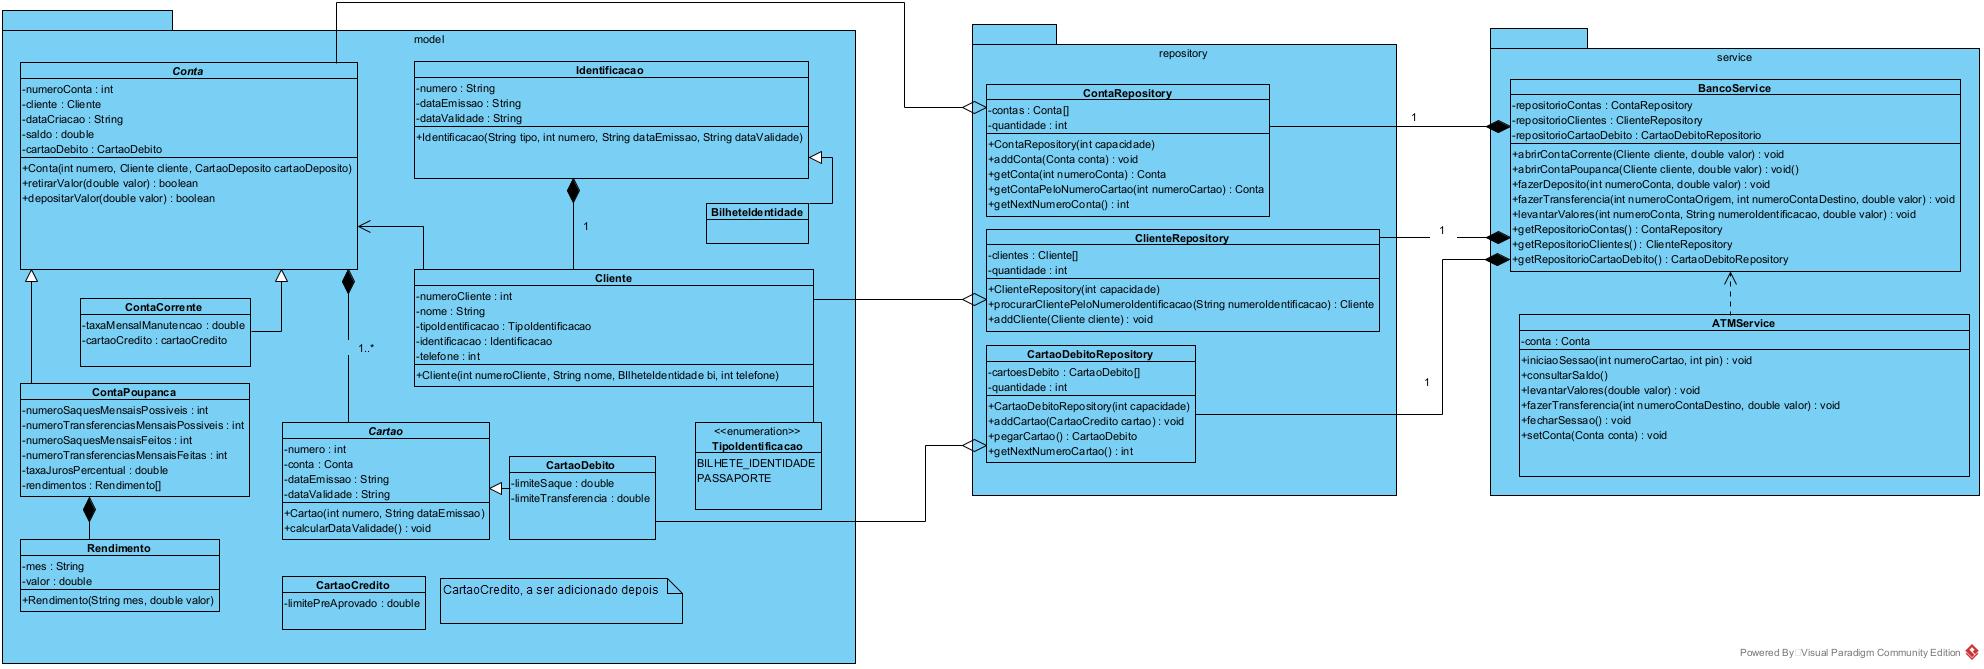 model
Conta
-numeroConta : int
-cliente : Cliente
-dataCriacao : String
-saldo : double
-cartaoDebito : CartaoDebito
+Conta(int numero, Cliente cliente, CartaoDeposito cartaoDeposito)
+retirarValor(double valor) : boolean
+depositarValor(double valor) : boolean
Identificacao
-numero : String
-dataEmissao : String
-dataValidade : String
+Identificacao(String tipo, int numero, String dataEmissao, String dataValidade)
BilheteIdentidade
1
Cliente
-numeroCliente : int
-nome : String
-tipoIdentificacao : TipoIdentificacao
-identificacao : Identificacao
-telefone : int
+Cliente(int numeroCliente, String nome, BIlheteIdentidade bi, int telefone)
ContaCorrente
-taxaMensalManutencao : double
-cartaoCredito : cartaoCredito
1..*
ContaPoupanca
-numeroSaquesMensaisPossiveis : int
-numeroTransferenciasMensaisPossiveis : int
-numeroSaquesMensaisFeitos : int
-numeroTransferenciasMensaisFeitas : int
-taxaJurosPercentual : double
-rendimentos : Rendimento[]
Cartao
-numero : int
-conta : Conta
-dataEmissao : String
-dataValidade : String
+Cartao(int numero, String dataEmissao)
+calcularDataValidade() : void
CartaoDebito
-limiteSaque : double
-limiteTransferencia : double
<<enumeration>>
TipoIdentificacao
BILHETE_IDENTIDADE
PASSAPORTE
Rendimento
-mes : String
-valor : double
+Rendimento(String mes, double valor)
CartaoCredito
-limitePreAprovado : double
CartaoCredito, a ser adicionado depois
repository
ContaRepository
-contas : Conta[]
-quantidade : int
+ContaRepository(int capacidade)
+addConta(Conta conta) : void
+getConta(int numeroConta) : Conta
+getContaPeloNumeroCartao(int numeroCartao) : Conta
+getNextNumeroConta() : int
ClienteRepository
-clientes : Cliente[]
-quantidade : int
+ClienteRepository(int capacidade)
+procurarClientePeloNumeroIdentificacao(String numeroIdentificacao) : Cliente
+addCliente(Cliente cliente) : void
CartaoDebitoRepository
-cartoesDebito : CartaoDebito[]
-quantidade : int
+CartaoDebitoRepository(int capacidade)
+addCartao(CartaoCredito cartao) : void
+pegarCartao() : CartaoDebito
+getNextNumeroCartao() : int
1
1
1
service
BancoService
-repositorioContas : ContaRepository
-repositorioClientes : ClienteRepository
-repositorioCartaoDebito : CartaoDebitoRepositorio
+abrirContaCorrente(Cliente cliente, double valor) : void
+abrirContaPoupanca(Cliente cliente, double valor) : void()
+fazerDeposito(int numeroConta, double valor) : void
+fazerTransferencia(int numeroContaOrigem, int numeroContaDestino, double valor) : void
+levantarValores(int numeroConta, String numeroIdentificacao, double valor) : void
+getRepositorioContas() : ContaRepository
+getRepositorioClientes() : ClienteRepository
+getRepositorioCartaoDebito() : CartaoDebitoRepository
ATMService
-conta : Conta
+iniciaoSessao(int numeroCartao, int pin) : void
+consultarSaldo()
+levantarValores(double valor) : void
+fazerTransferencia(int numeroContaDestino, double valor) : void
+fecharSessao() : void
+setConta(Conta conta) : void
Powered By Visual Paradigm Community Edition